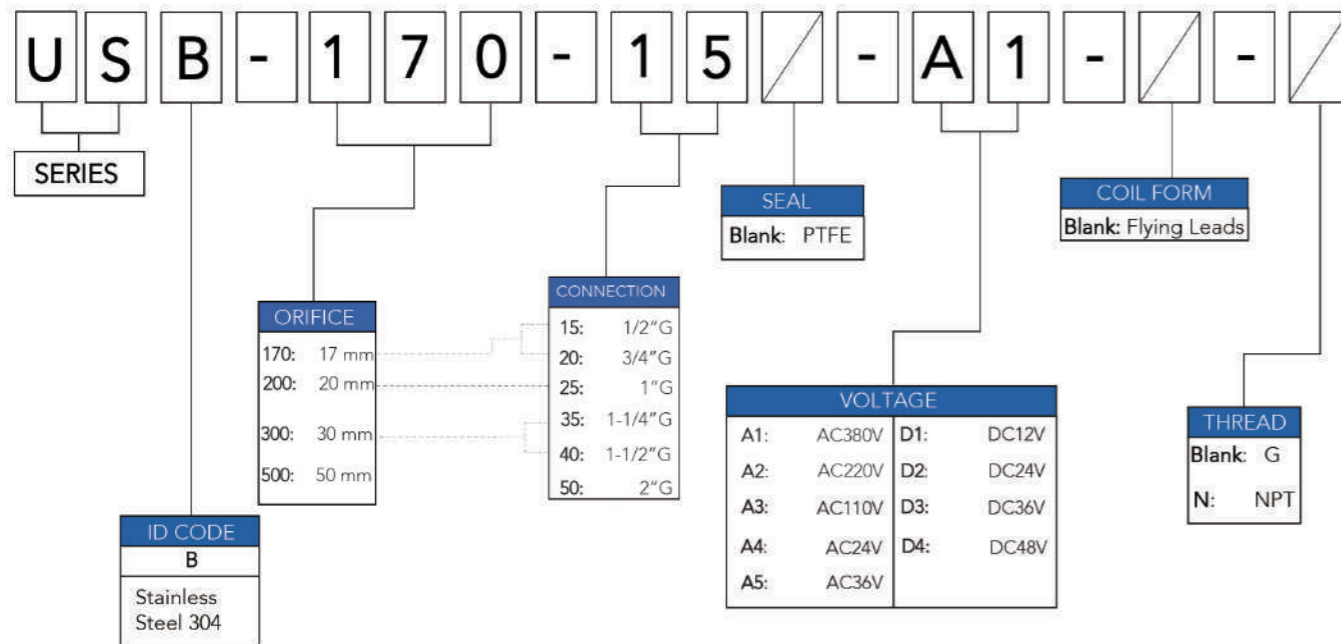 U S B - 1 7 0 - 1 5 / - A 1 - / - /
SERIES
SEAL
Blank: PTFE
COIL FORM
Blank: Flying Leads
ORIFICE
170: 17 mm
200: 20 mm
300: 30 mm
500: 50 mm
CONNECTION
15: 1/2"G
20: 3/4"G
25: 1"G
35: 1-1/4"G
40: 1-1/2"G
50: 2"G
VOLTAGE
A1: AC380V D1: DC12V
A2: AC220V D2: DC24V
A3: AC110V D3: DC36V
A4: AC24V D4: DC48V
A5: AC36V
THREAD
Blank: G
N: NPT
ID CODE
B
Stainless
Steel 304